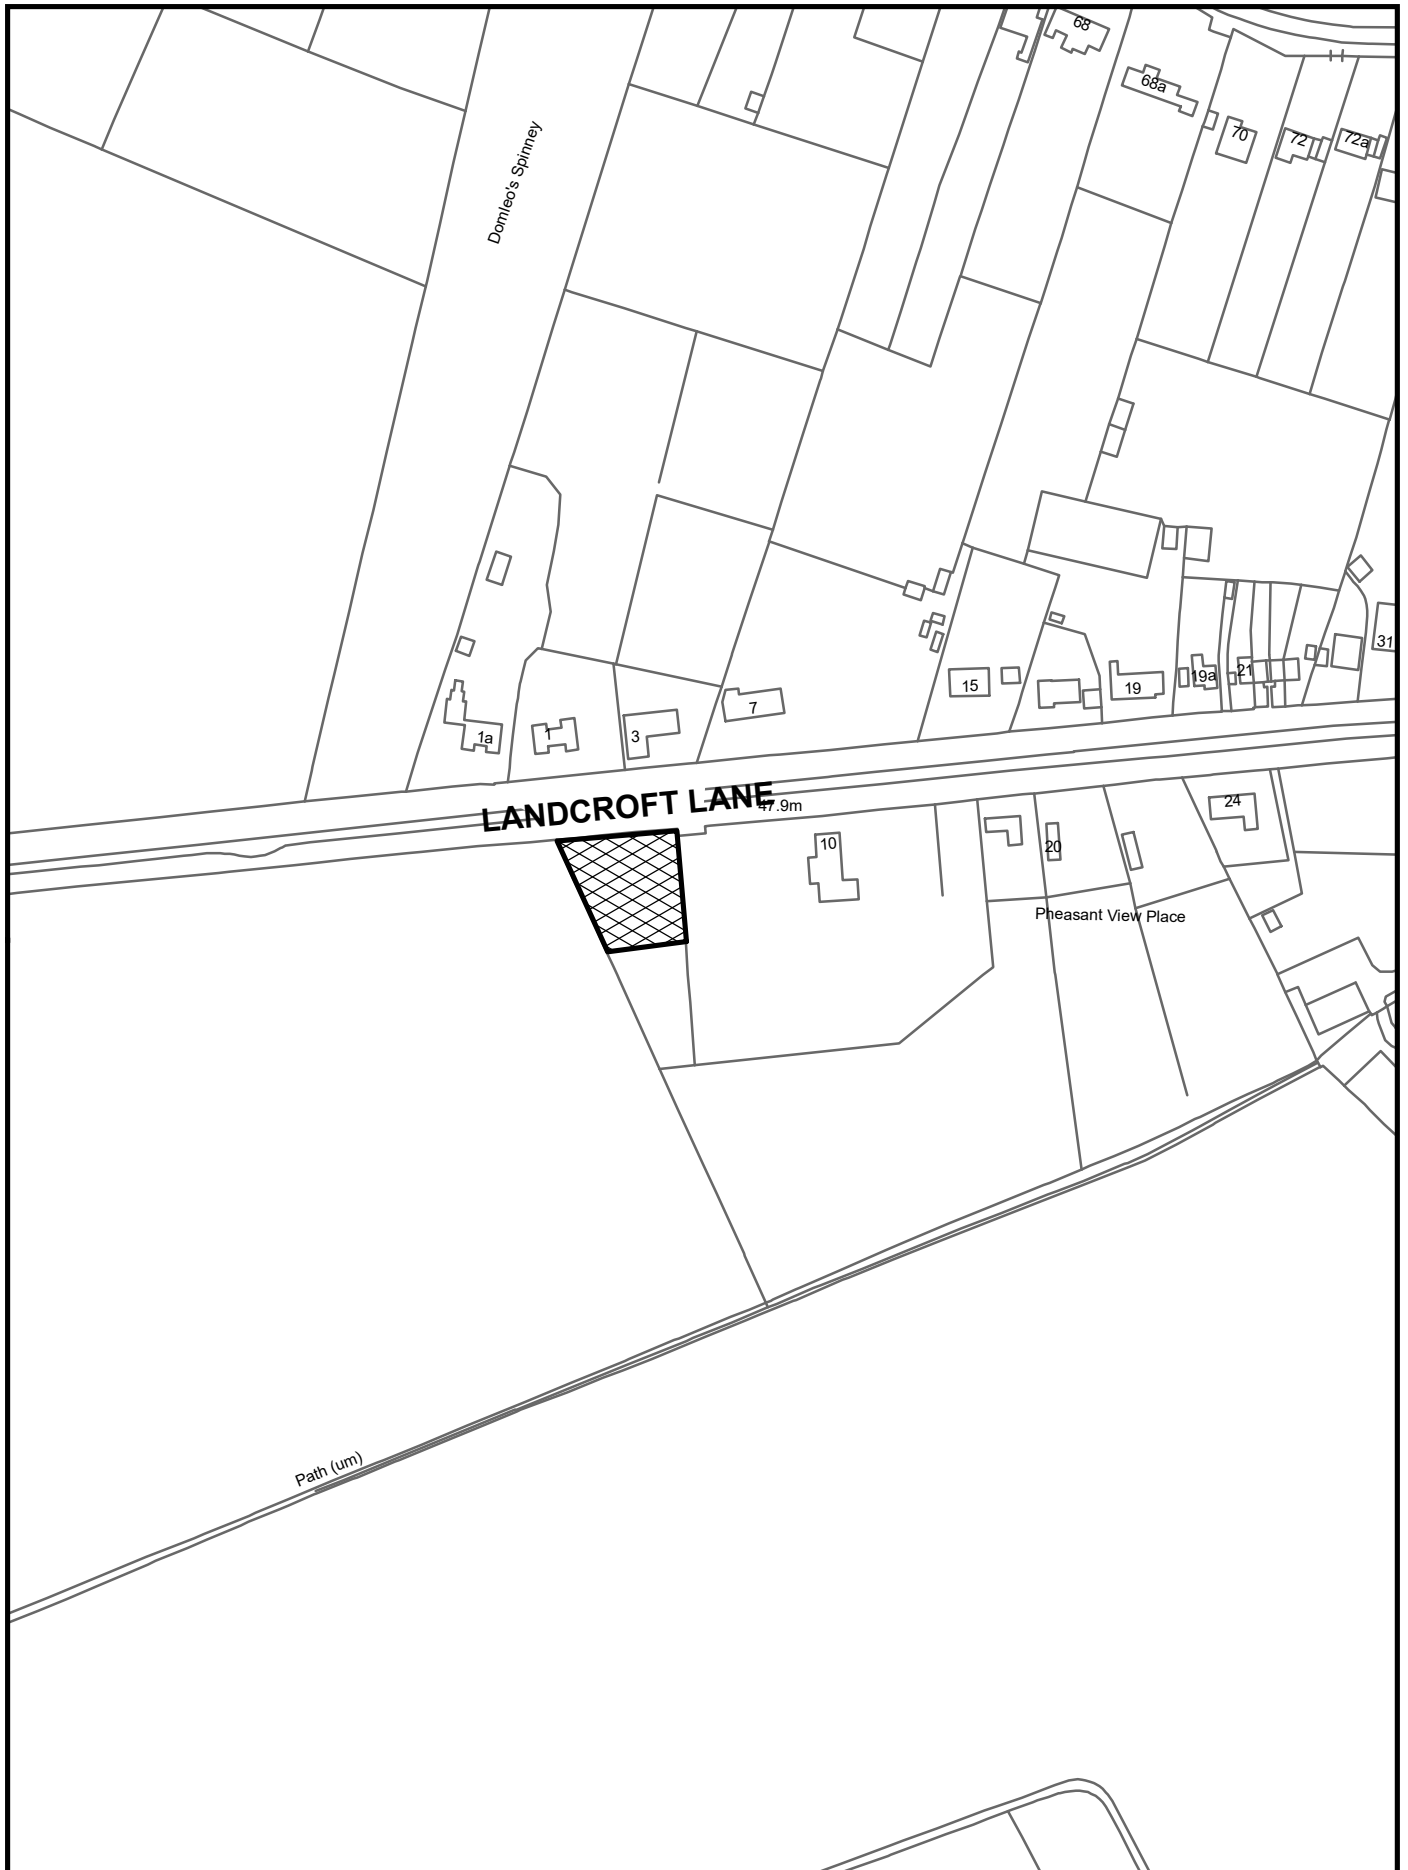 68
68a
70
72
72a
Domleo's Spinney
31
21
19a
19
15
7
3
1
1a
LANDCROFT LANE
47.9m
24
10
20
Pheasant View Place
Path (um)